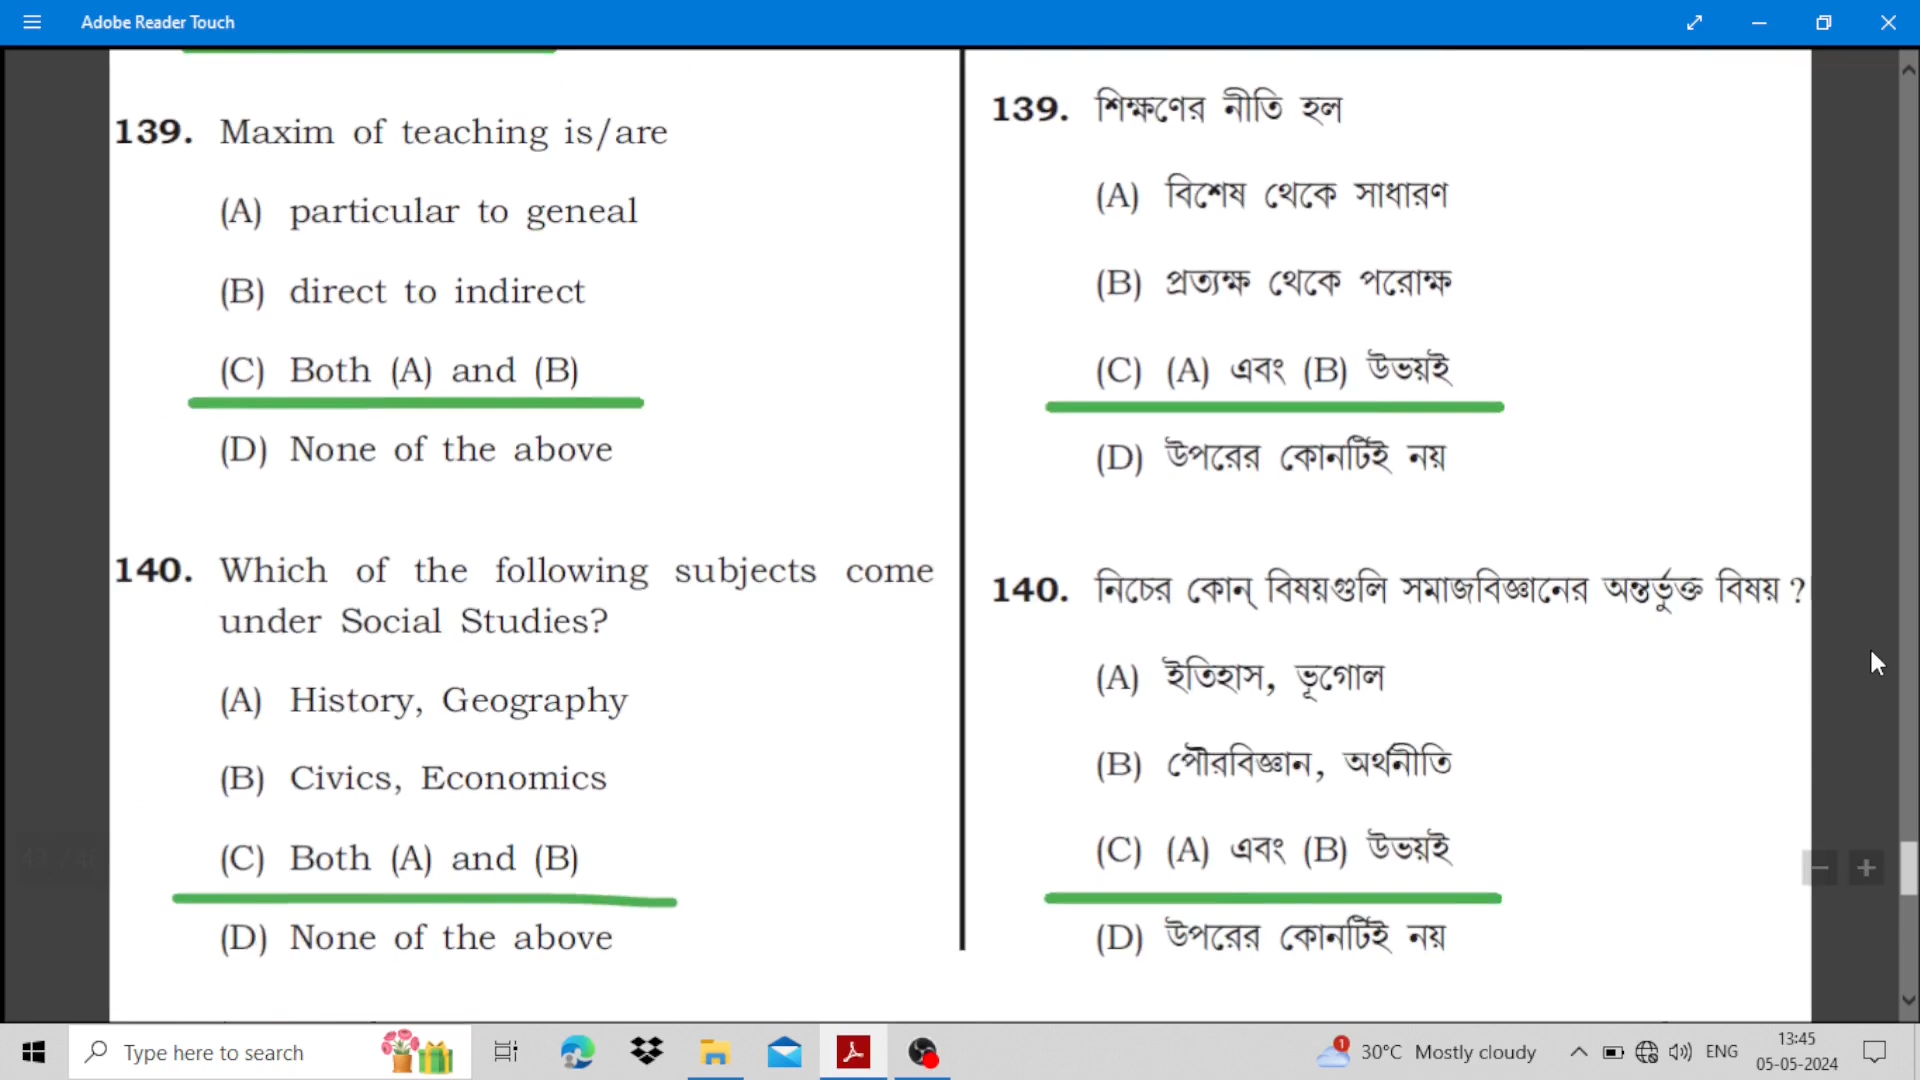 Adobe Reader Touch
139. Maxim of teaching is/are
(A) particular to geneal
(B) direct to indirect
(C) Both (A) and (B)
(D) None of the above
140. Which of the following subjects come
under Social Studies?
(A) History, Geography
(B) Civics, Economics
(C) Both (A) and (B)
(D) None of the above
139. শিক্ষণের নীতি হল
(A) বিশেষ থেকে সাধারণ
(B) প্রত্যক্ষ থেকে পরোক্ষ
(C) (A) এবং (B) উভয়ই
(D) উপরের কোনটিই নয়
140. নিচের কোন্ বিষয়গুলি সমাজবিজ্ঞানের অন্তর্ভুক্ত বিষয় ?
(A) ইতিহাস, ভূগোল
(B) পৌরবিজ্ঞান, অর্থনীতি
(C) (A) এবং (B) উভয়ই
(D) উপরের কোনটিই নয়
Type here to search
1
30°C Mostly cloudy
ENG
13:45
05-05-2024